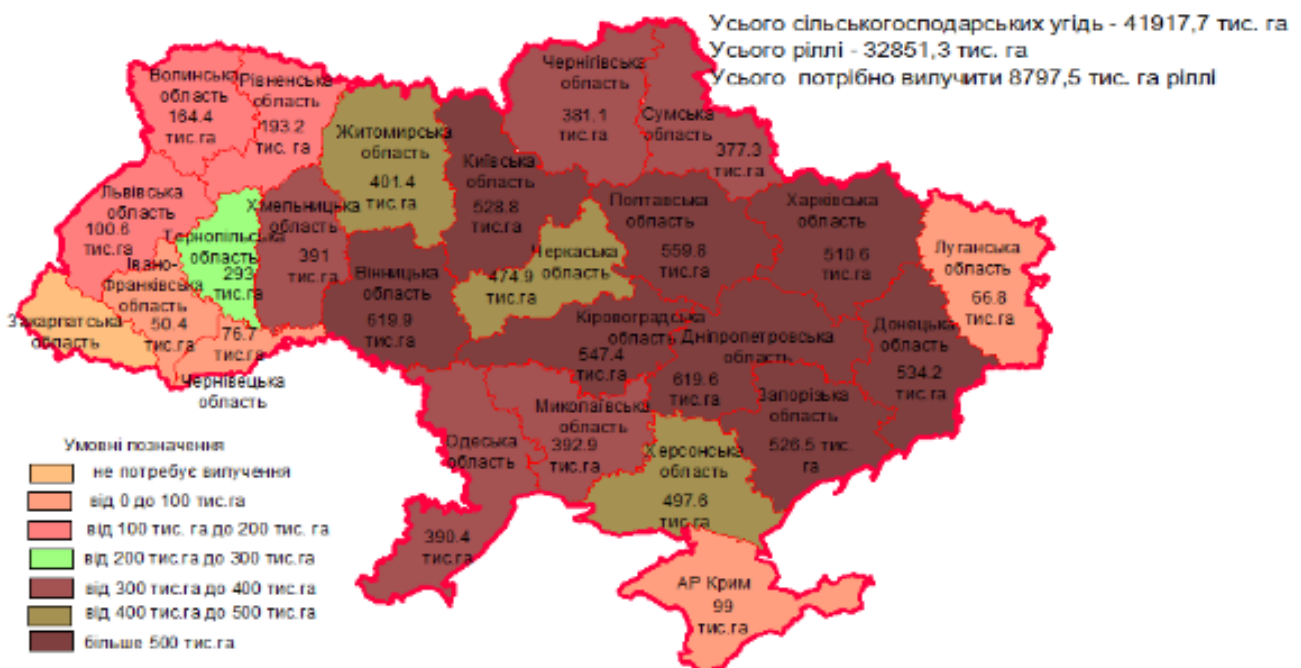 Усього сільськогосподарських угідь - 41917,7 тис. га
Усього ріллі - 32851,3 тис. га
Усього потрібно вилучити 8797,5 тис. га ріллі
Волинська
область
164.4
тис.га
Рівненська
область
193.2
тис. га
Житомирська
область
401.4
тис.га
Київська
область
528.8
тис.га
Чернігівська
область
381.1
тис.га
Сумська
область
377.3
тис.га
Львівська
область
100.6
тис.га
Тернопільська
область
293
тис.га
Хмельницька
область
391
тис.га
Вінницька
область
619.9
тис.га
Черкаська
область
474.9
тис.га
Полтавська
область
559.8
тис.га
Харківська
область
510.6
тис.га
Луганська
область
66.8
тис.га
Закарпатська
область
Івано-
Франківська
область
50.4
тис.га
76.7
тис.га
Чернівецька
область
Кіровоградська
область
547.4
тис.га
Дніпропетровська
область
619.6
тис.га
Донецька
область
534.2
тис.га
Запорізька
область
526.5 тис.
га
Одеська
область
390.4
тис.га
Миколаївська
область
392.9
тис.га
Херсонська
область
497.6
тис.га
АР Крим
99
тис.га
Умовні позначення
не потребує вилучення
від 0 до 100 тис.га
від 100 тис. га до 200 тис. га
від 200 тис.га до 300 тис.га
від 300 тис.га до 400 тис.га
від 400 тис.га до 500 тис.га
більше 500 тис.га